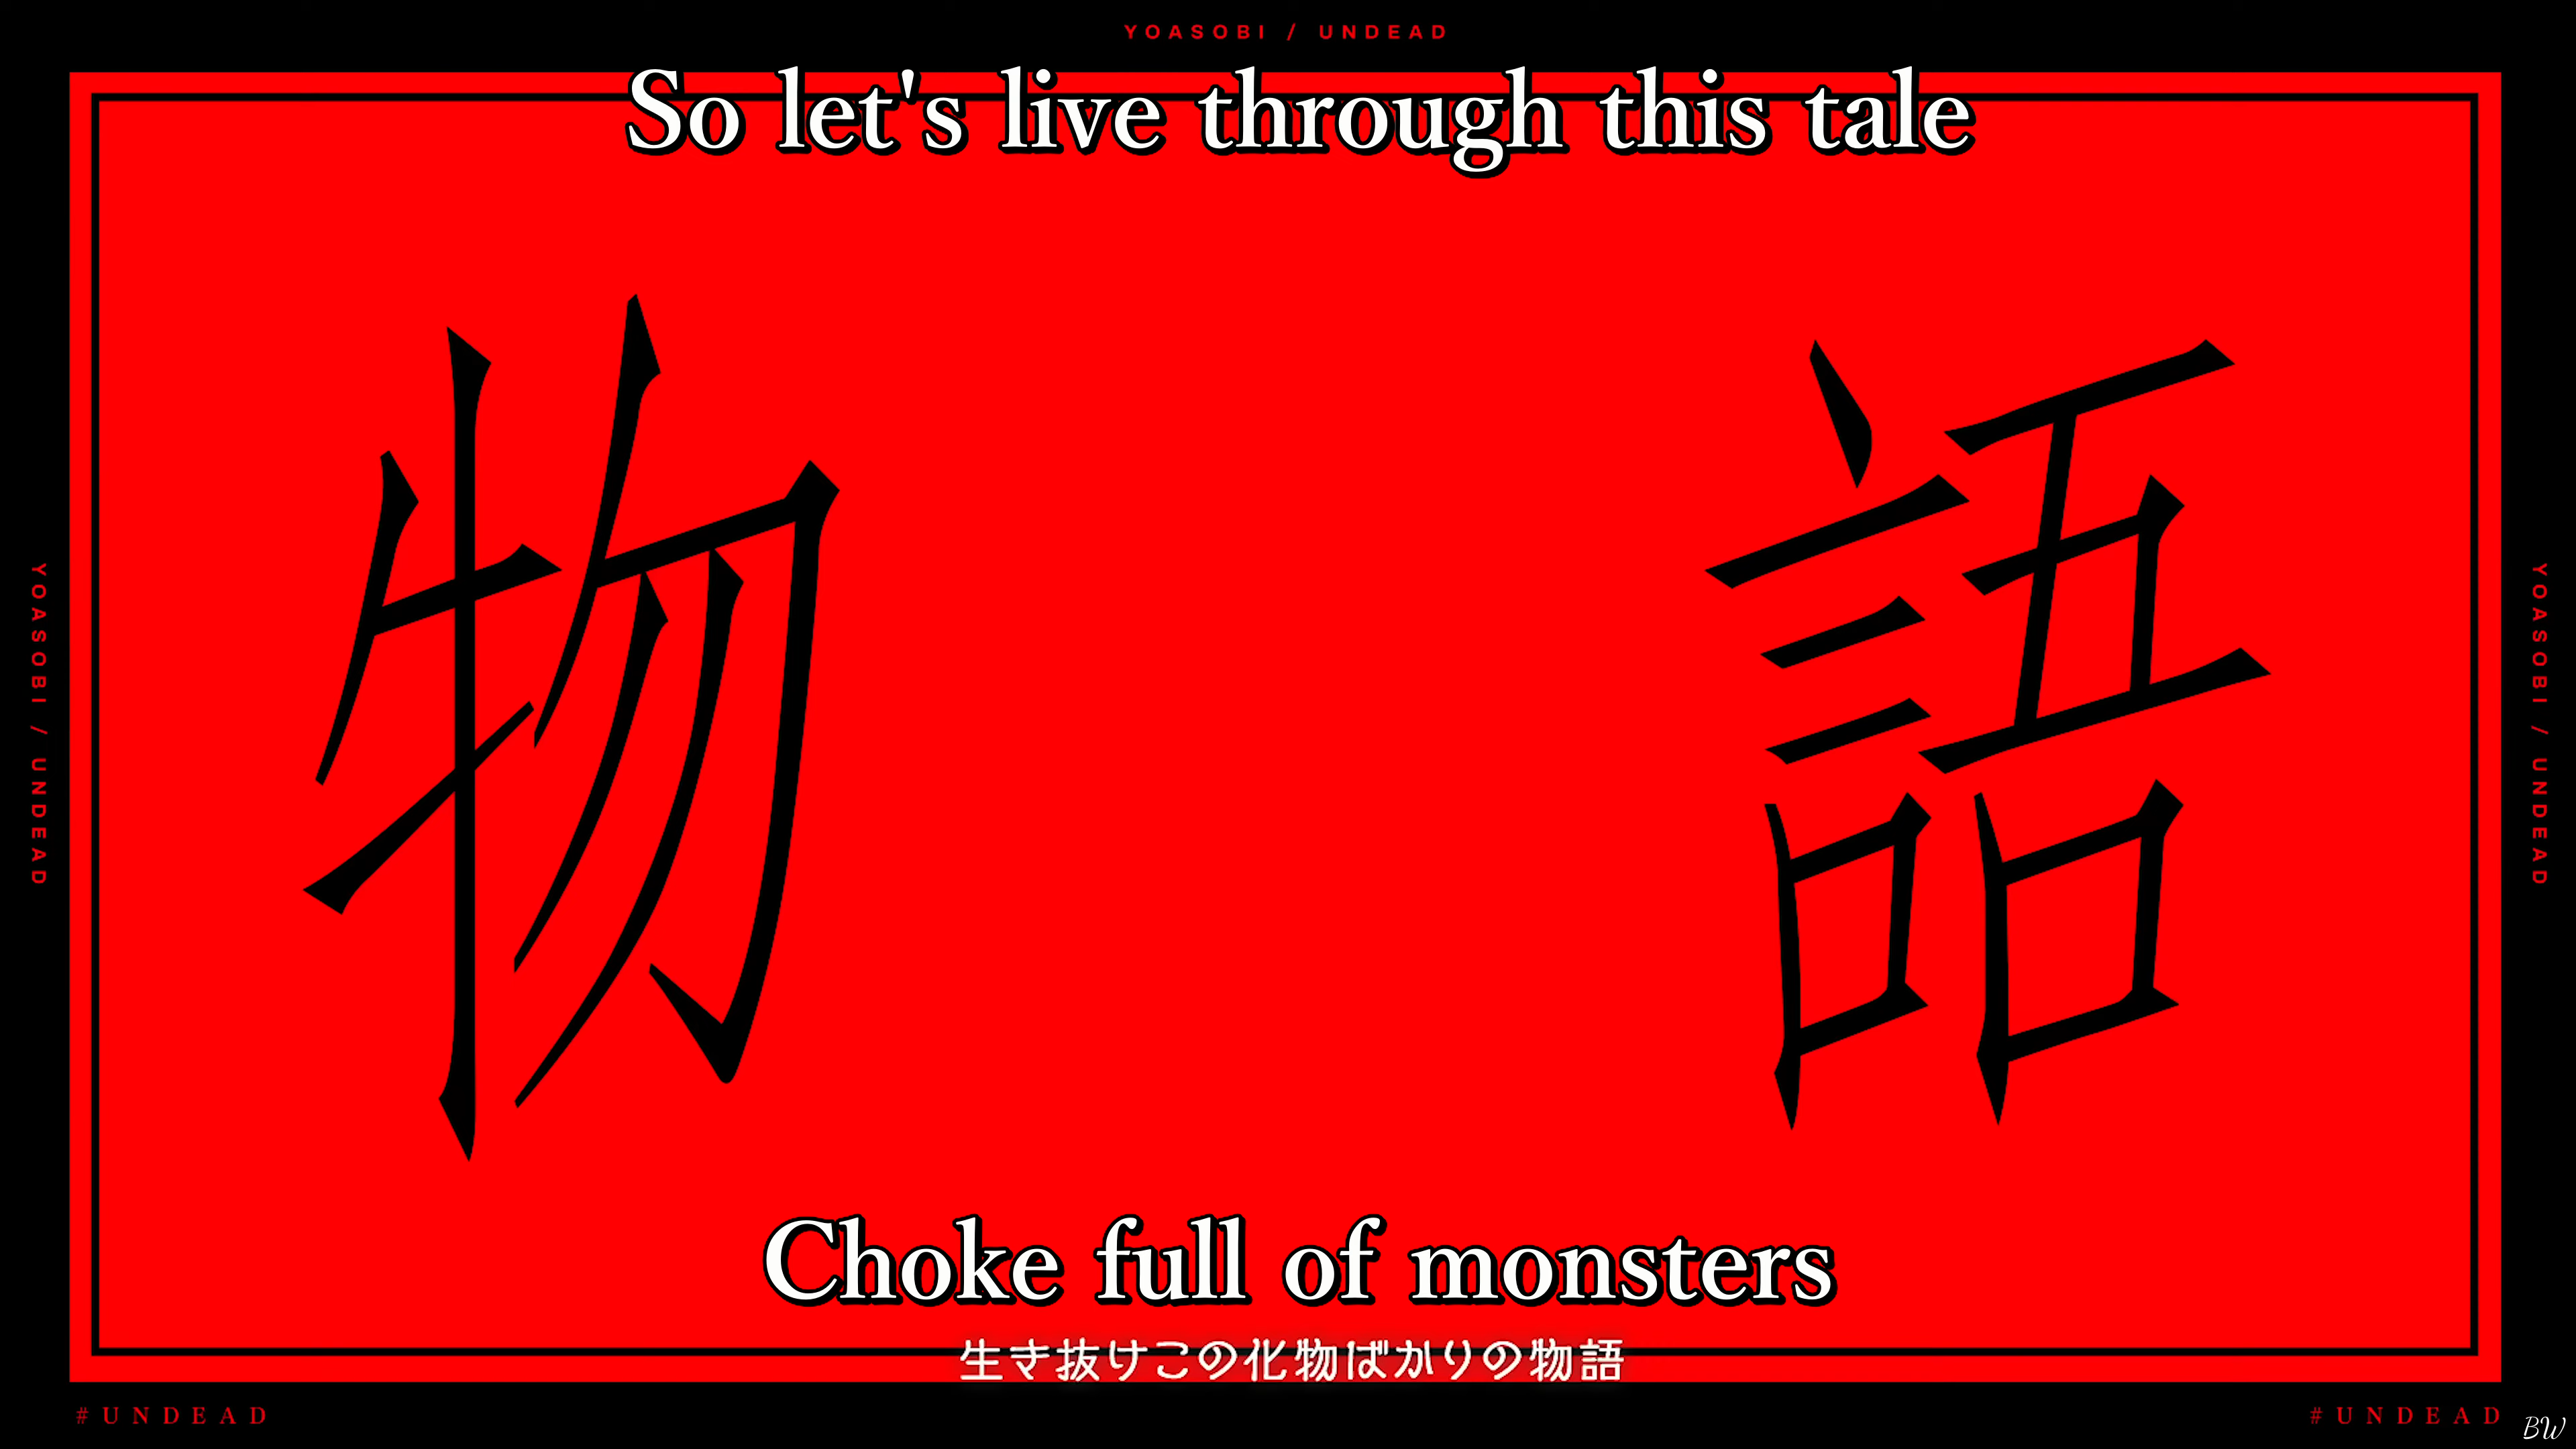 YOASOBI / UNDEAD
So let's live through this tale
物 語
YOASOBI / UNDEAD
YOASOBI / UNDEAD
Choke full of monsters
生き抜けこの化物ばかりの物語
#UNDEAD
#UNDEAD
BW